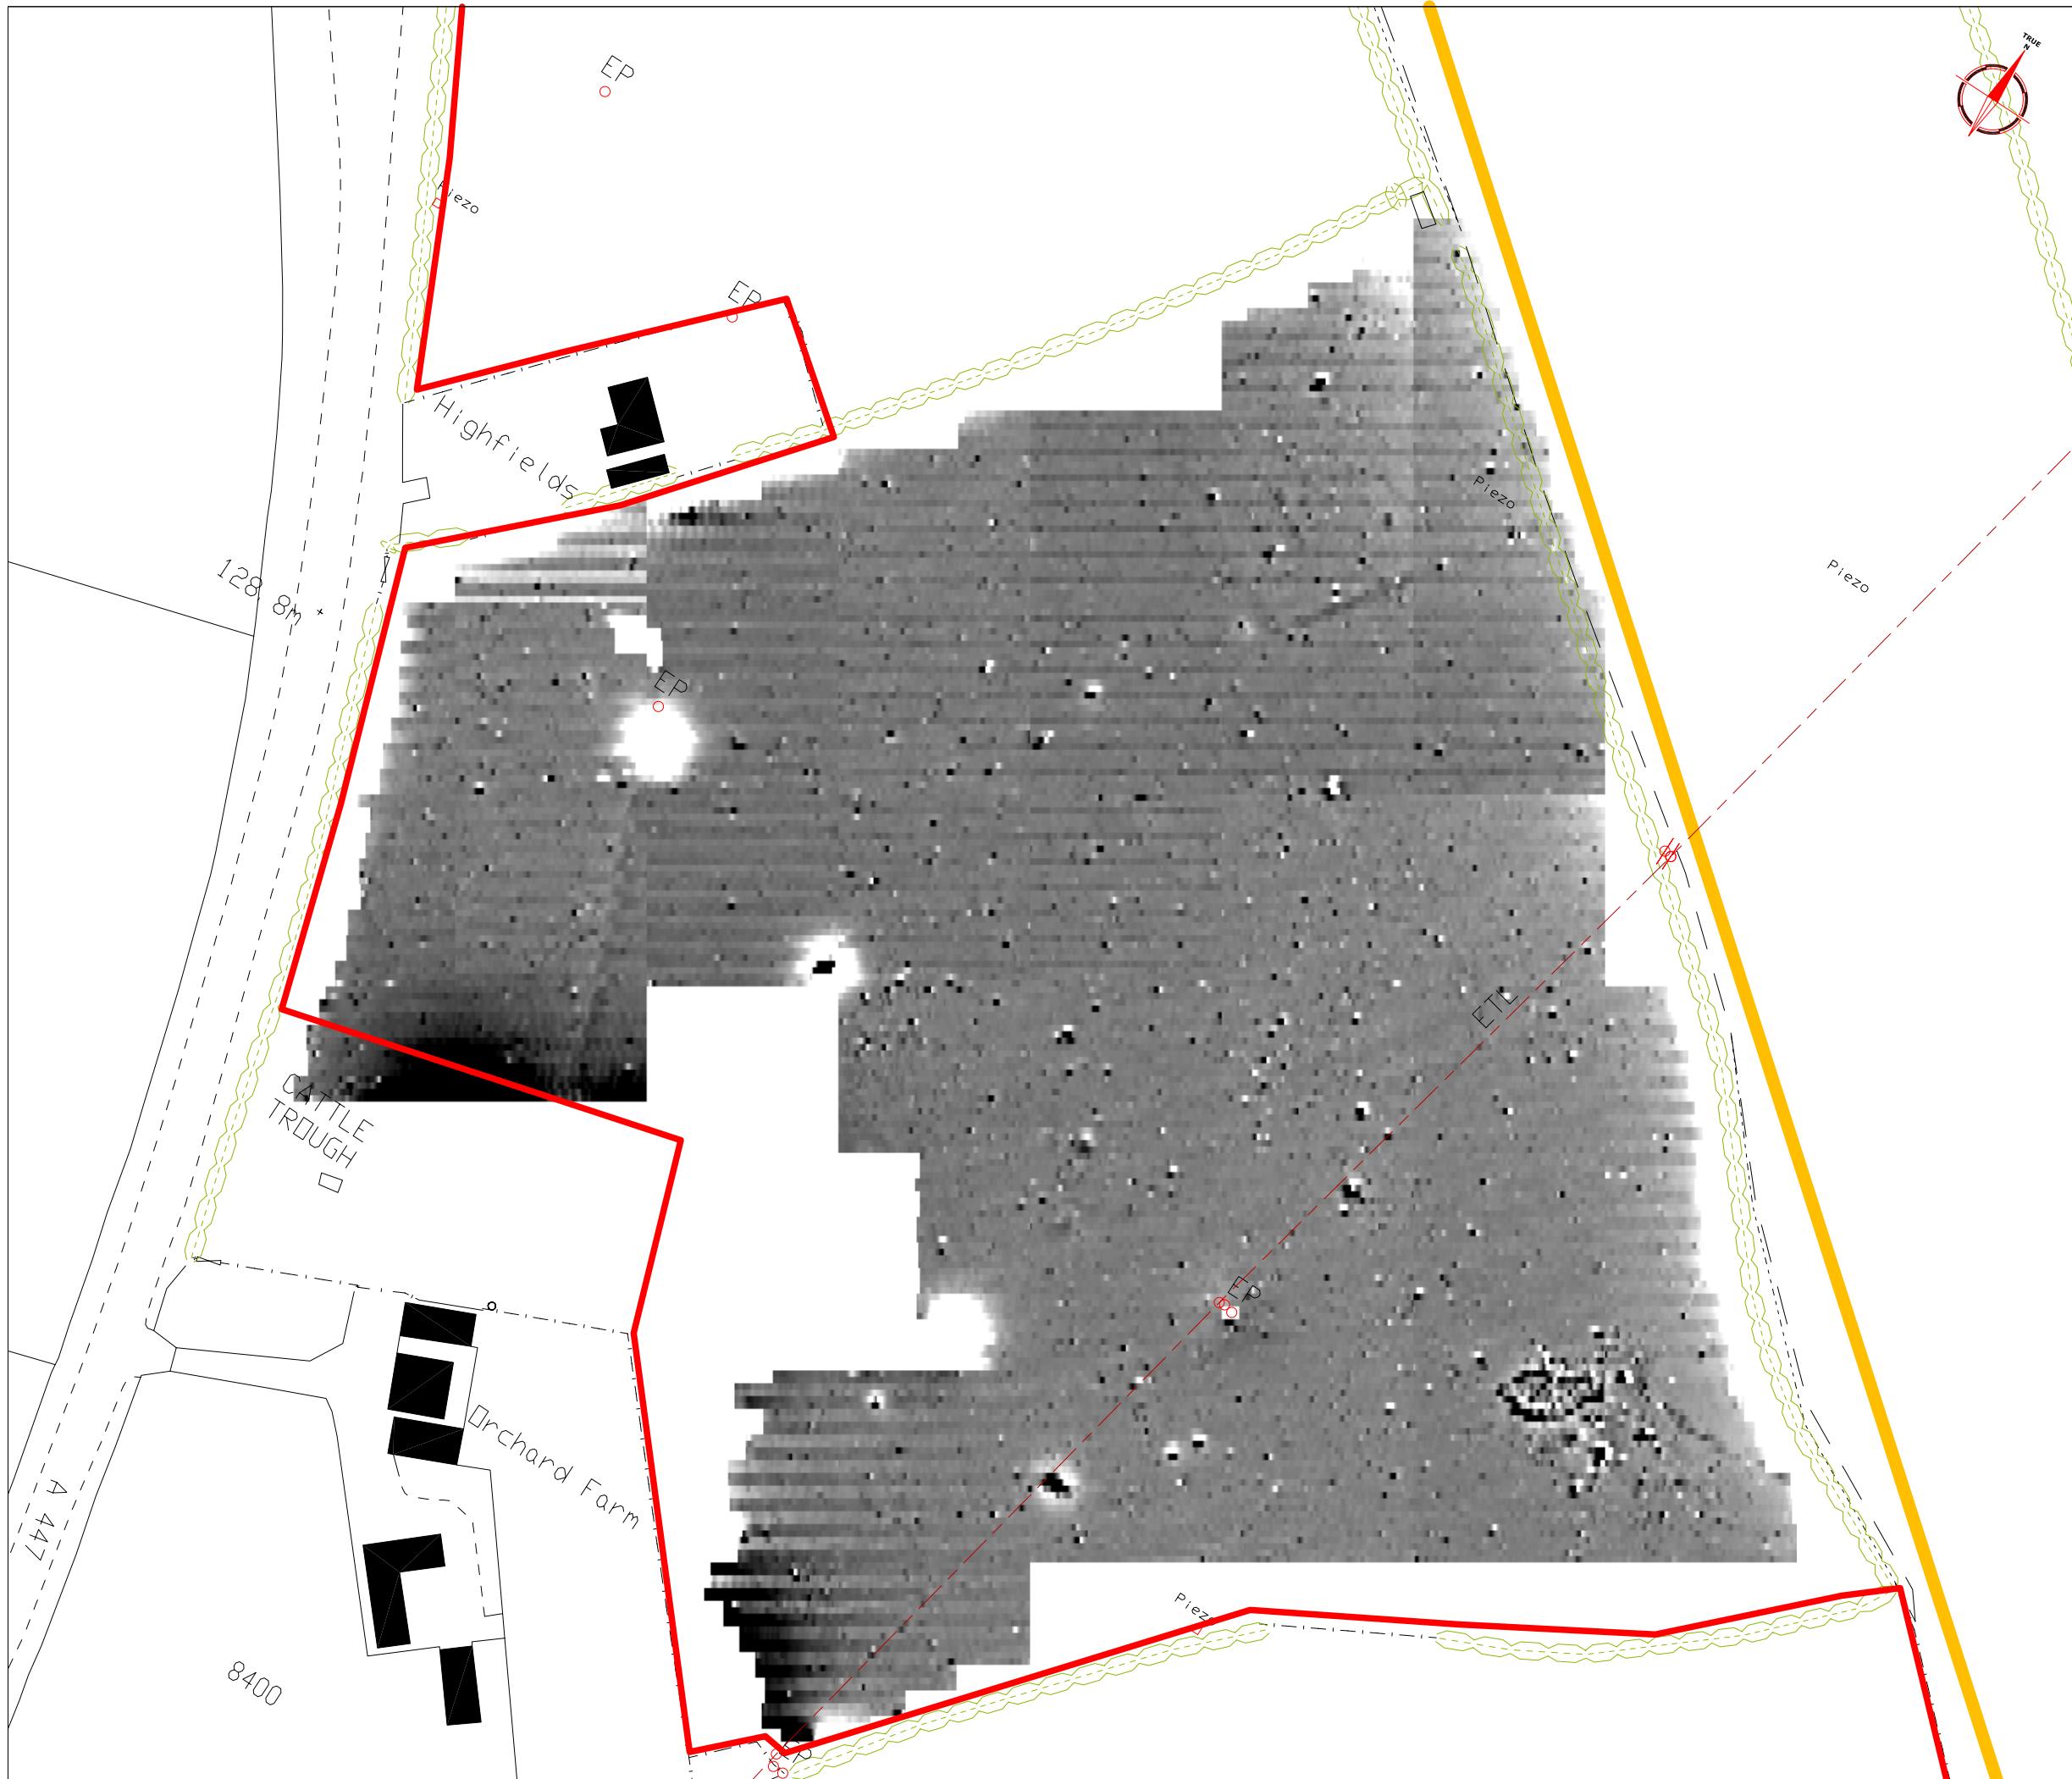 TRUE
N
EP
Piezo
EP
Highfields
Piezo
128. 8m
Piezo
EP
ETL
CATTLE
TROUGH
EP
Orchard Farm
A 447
Piezo
8400
EP